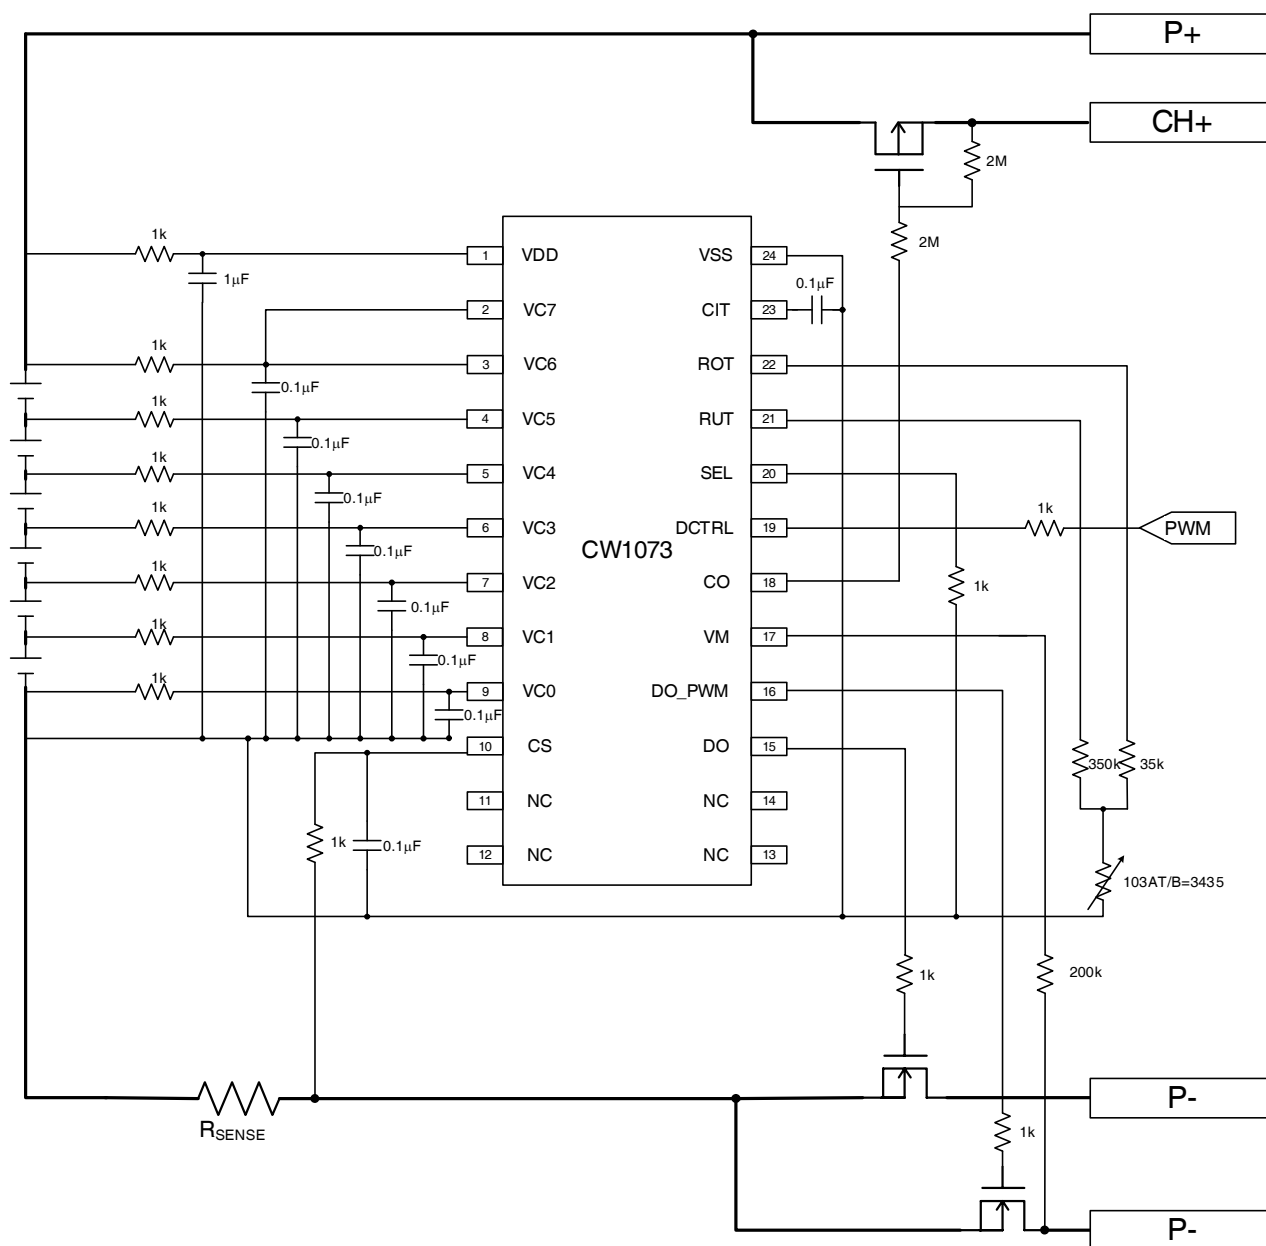 P+
CH+
2M
2M
1k
1µF
1 VDD
VSS 24
0.1µF
2 VC7
CIT 23
1k
3 VC6
ROT 22
0.1µF
1k
4 VC5
RUT 21
0.1µF
1k
5 VC4
SEL 20
0.1µF
1k
6 VC3
DCTRL 19
1k
PWM
0.1µF
CW1073
1k
7 VC2
CO 18
1k
0.1µF
1k
8 VC1
VM 17
0.1µF
1k
9 VC0
DO_PWM 16
0.1µF
10 CS
DO 15
350k
35k
11 NC
NC 14
1k
0.1µF
12 NC
NC 13
103AT/B=3435
1k
200k
RSENSE
P-
1k
P-